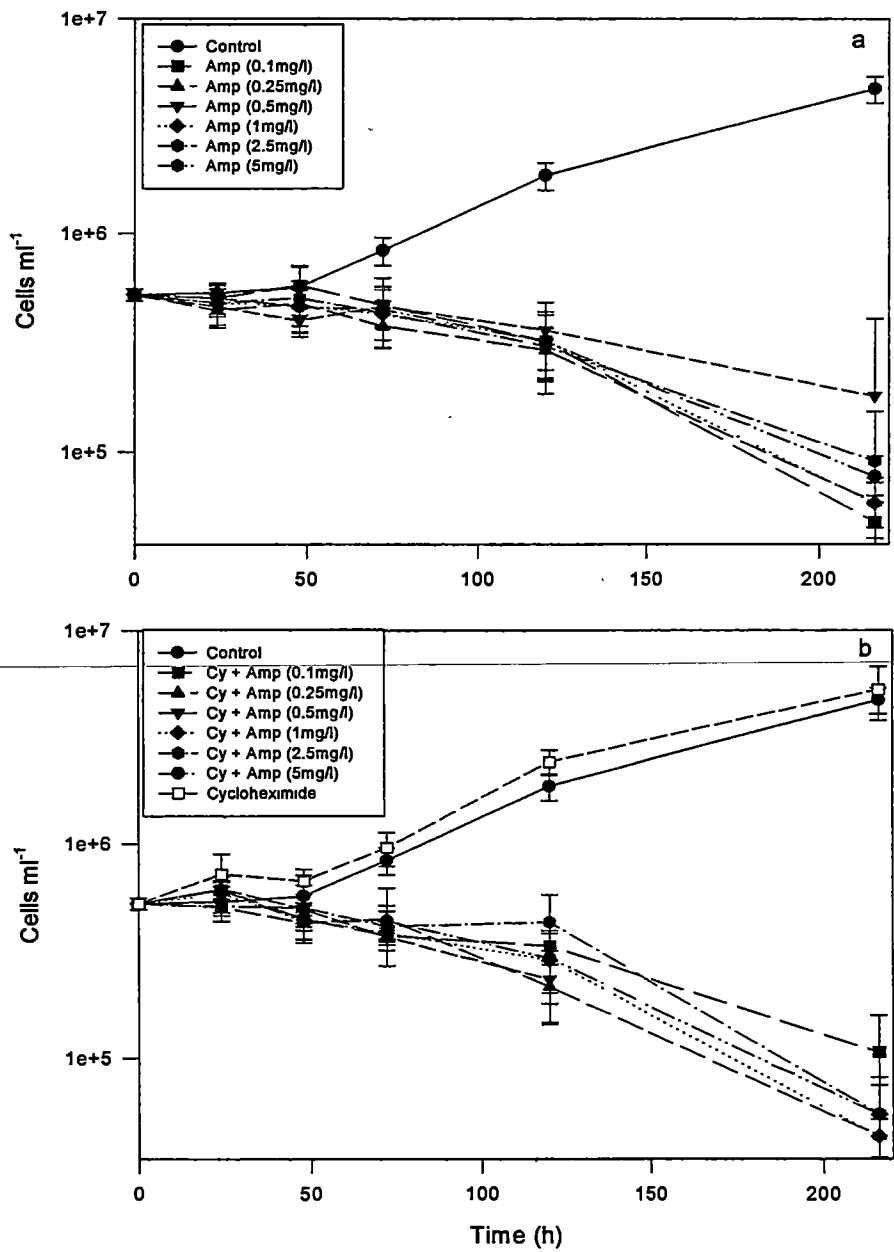 a
1e+7
Control
Amp (0.1mg/l)
Amp (0.25mg/l)
Amp (0.5mg/l)
Amp (1mg/l)
Amp (2.5mg/l)
Amp (5mg/l)
1e+6
1e+5
Cells ml⁻¹
0 50 100 150 200
b
1e+7
Control
Cy + Amp (0.1mg/l)
Cy + Amp (0.25mg/l)
Cy + Amp (0.5mg/l)
Cy + Amp (1mg/l)
Cy + Amp (2.5mg/l)
Cy + Amp (5mg/l)
Cycloheximide
1e+6
1e+5
Cells ml⁻¹
0 50 100 150 200
Time (h)